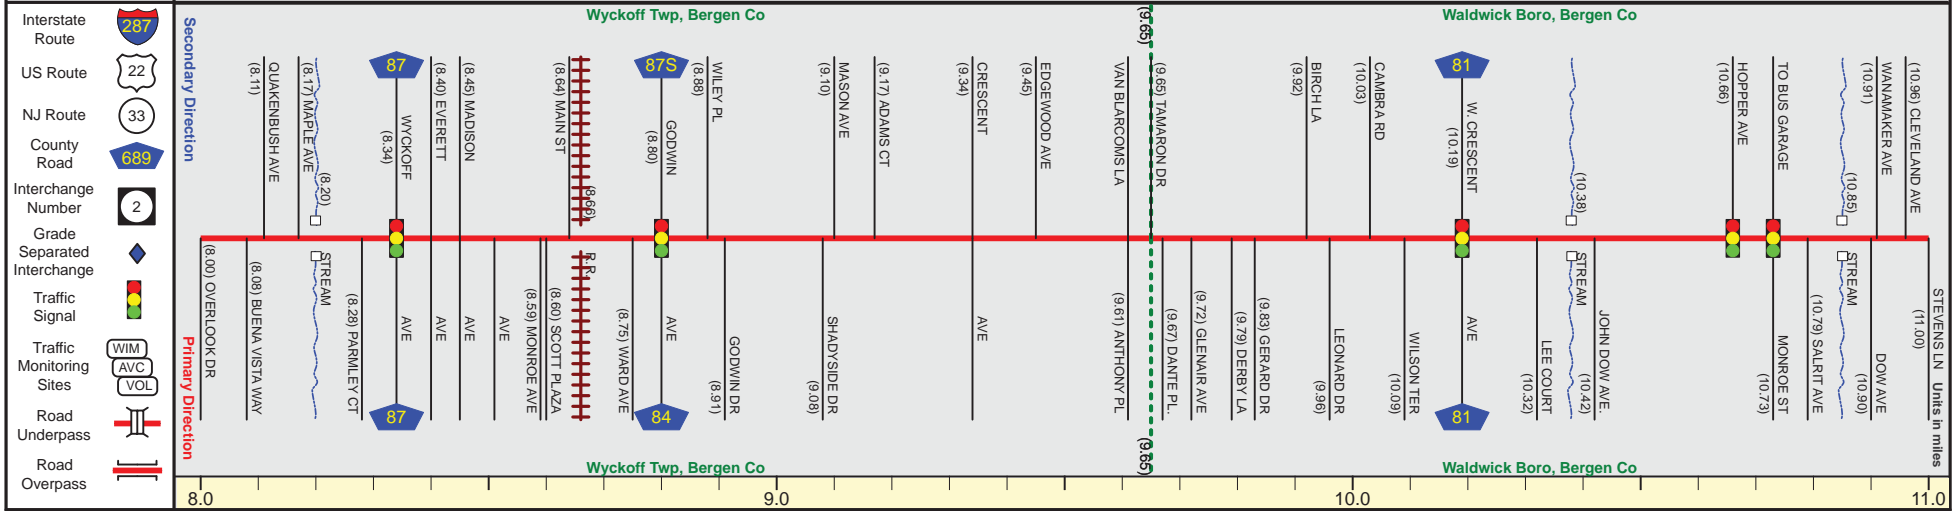 Interstate
Route
287
US Route
22
NJ Route
33
County
Road
689
Interchange
Number
2
Grade
Separated
Interchange
Traffic
Signal
Traffic
Monitoring
Sites
WIM
AVC
VOL
Road
Underpass
Road
Overpass
Secondary Direction
Primary Direction
Wyckoff Twp, Bergen Co
(9.65)
Waldwick Boro, Bergen Co
QUAKENBUSH AVE
(8.11)
(8.17) MAPLE AVE
(8.20)
87
WYCKOFF
(8.34)
(8.40) EVERETT
(8.45) MADISON
(8.64) MAIN ST
(8.66)
87S
GODWIN
(8.80)
WILEY PL
(8.88)
MASON AVE
(9.10)
(9.17) ADAMS CT
CRESCENT
(9.34)
EDGEWOOD AVE
(9.45)
VAN BLARCOMS LA
(9.65) TAMARON DR
BIRCH LA
(9.92)
CAMBRA RD
(10.03)
81
W. CRESCENT
(10.19)
(10.38)
HOPPER AVE
(10.66)
TO BUS GARAGE
(10.85)
WANAMAKER AVE
(10.91)
(10.96) CLEVELAND AVE
(8.00) OVERLOOK DR
(8.08) BUENA VISTA WAY
STREAM
(8.28) PARMLEY CT
AVE
87
AVE
AVE
AVE
(8.59) MONROE AVE
(8.60) SCOTT PLAZA
R.R.
(8.75) WARD AVE
AVE
84
GODWIN DR
(8.91)
SHADYSIDE DR
(9.08)
AVE
(9.61) ANTHONY PL
(9.67) DANTE PL.
(9.72) GLENAIR AVE
(9.79) DERBY LA
(9.83) GERARD DR
LEONARD DR
(9.96)
WILSON TER
(10.09)
AVE
81
LEE COURT
(10.32)
STREAM
JOHN DOW AVE.
(10.42)
MONROE ST
(10.73)
(10.79) SALRIT AVE
STREAM
DOW AVE
(10.90)
STEVENS LN
(11.00)
Units in miles
Wyckoff Twp, Bergen Co
(9.65)
Waldwick Boro, Bergen Co
8.0
9.0
10.0
11.0